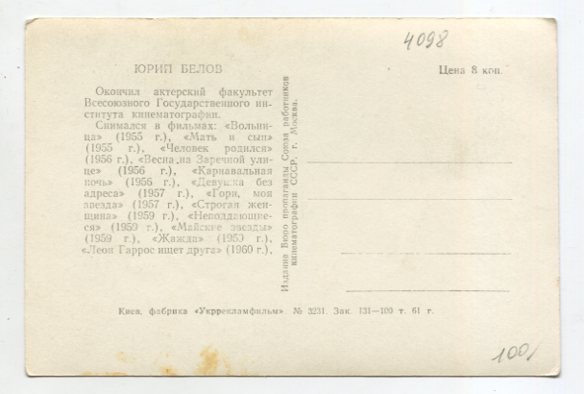 4098
ЮРИЙ БЕЛОВ
Цена 8 коп.
Окончил актерский факультет
Всесоюзного Государственного ин-
ститута кинематографии.
Снимался в фильмах: «Вольни-
ца» (1955 г.), «Мать и сын»
(1955 г.), «Человек родился»
(1956 г.), «Весна на Заречной ули-
це» (1956 г.), «Карнавальная
ночь» (1956 г.), «Девушка без
адреса» (1957 г.), «Гори, моя
звезда» (1957 г.), «Строгая жен-
щина» (1959 г.), «Неподдающие-
ся» (1959 г.), «Майские звезды»
(1959 г.), «Жажда» (1959 г.),
«Леон Гаррос ищет друга» (1960 г.),
Издание Бюро пропаганды Союза работников
кинематографии СССР, г. Москва.
Киев, фабрика «Укррекламфильм». № 3231. Зак. 131—100 т. 61 г.
100